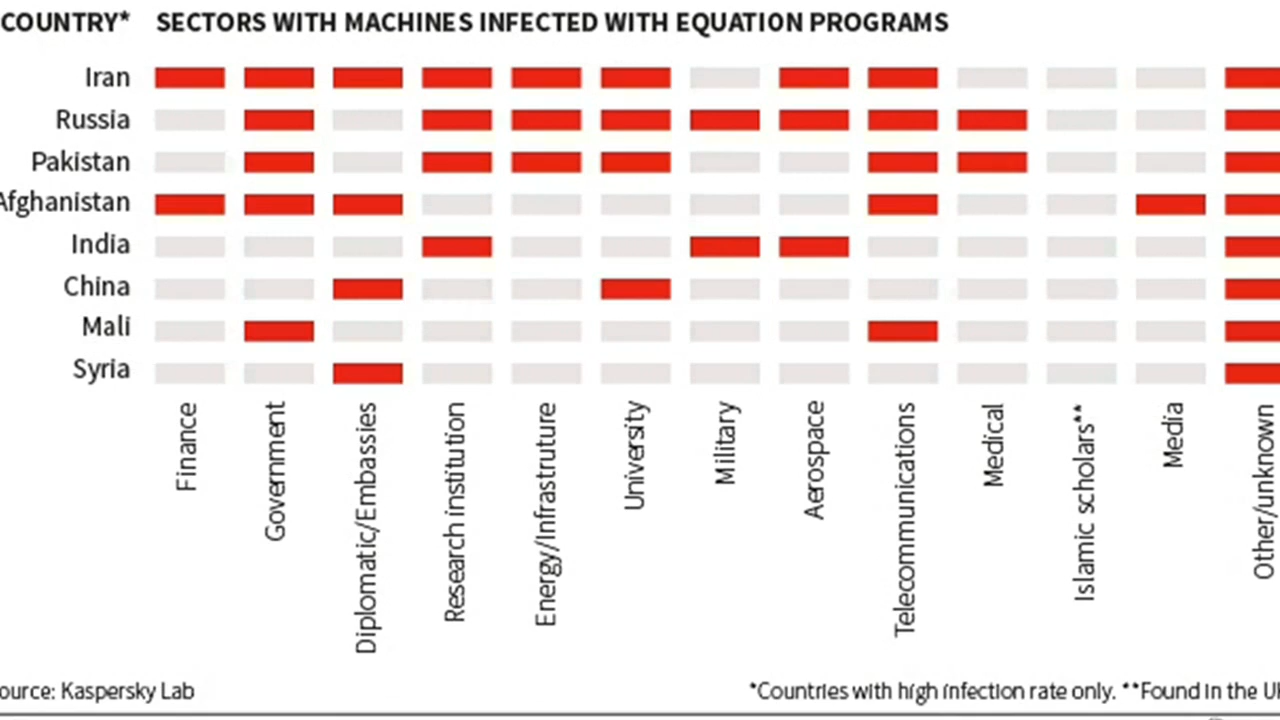 COUNTRY* SECTORS WITH MACHINES INFECTED WITH EQUATION PROGRAMS
Iran
Russia
Pakistan
Afghanistan
India
China
Mali
Syria
Finance
Government
Diplomatic/Embassies
Research institution
Energy/Infrastruture
University
Military
Aerospace
Telecommunications
Medical
Islamic scholars**
Media
Other/unknown
ource: Kaspersky Lab
*Countries with high infection rate only. **Found in the